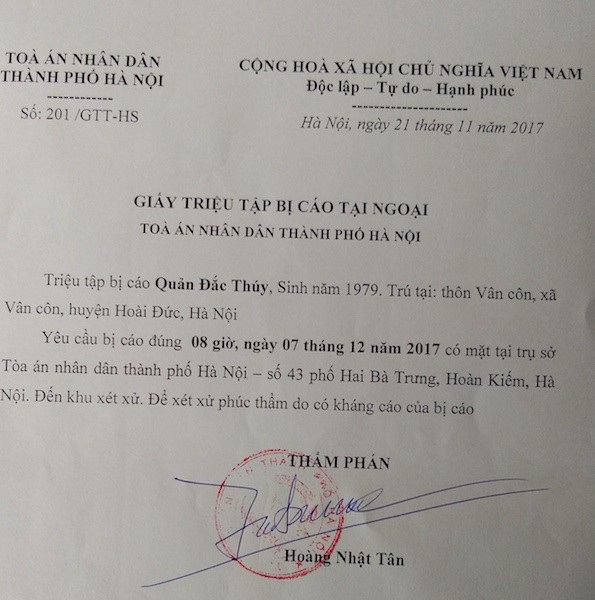 TOÀ ÁN NHÂN DÂN
THÀNH PHỐ HÀ NỘI
------------
Số: 201 /GTT-HS
CỘNG HOÀ XÃ HỘI CHỦ NGHĨA VIỆT NAM
Độc lập – Tự do – Hạnh phúc
---------------------
Hà Nội, ngày 21 tháng 11 năm 2017
GIẤY TRIỆU TẬP BỊ CÁO TẠI NGOẠI
TOÀ ÁN NHÂN DÂN THÀNH PHỐ HÀ NỘI
Triệu tập bị cáo Quản Đắc Thúy, Sinh năm 1979. Trú tại: thôn Vân côn, xã
Vân côn, huyện Hoài Đức, Hà Nội
Yêu cầu bị cáo đúng 08 giờ, ngày 07 tháng 12 năm 2017 có mặt tại trụ sở
Tòa án nhân dân thành phố Hà Nội – số 43 phố Hai Bà Trưng, Hoàn Kiếm, Hà
Nội. Đến khu xét xử. Để xét xử phúc thẩm do có kháng cáo của bị cáo
THẨM PHÁN
Hoàng Nhật Tân